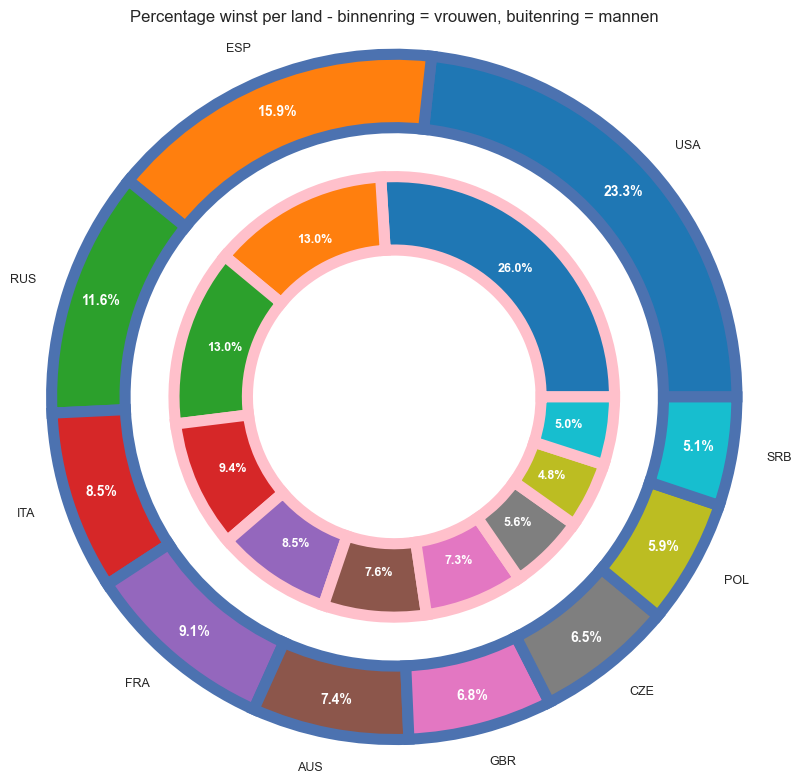 Percentage winst per land - binnenring = vrouwen, buitenring = mannen
ESP
USA
15.9%
23.3%
13.0%
26.0%
RUS
11.6%
13.0%
5.0%
5.1%
SRB
9.4%
4.8%
ITA
8.5%
5.6%
8.5%
7.6%
7.3%
5.9%
POL
9.1%
6.5%
FRA
7.4%
6.8%
CZE
AUS
GBR